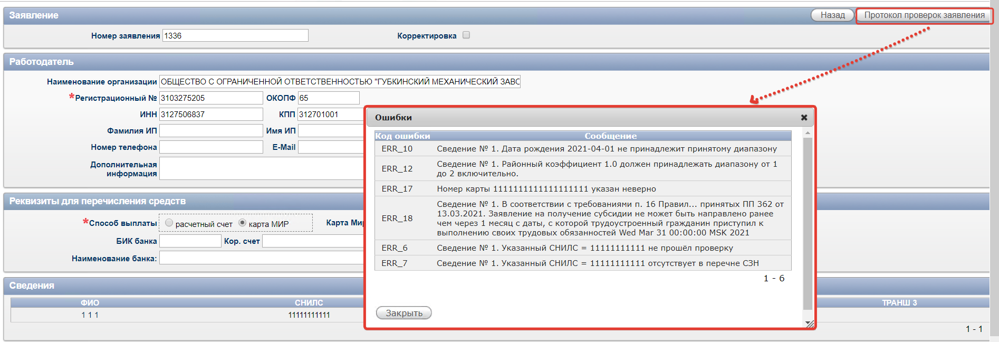 Заявление
Назад
Протокол проверок заявления
Номер заявления 1336
Корректировка
Работодатель
Наименование организации ОБЩЕСТВО С ОГРАНИЧЕННОЙ ОТВЕТСТВЕННОСТЬЮ "ГУБКИНСКИЙ МЕХАНИЧЕСКИЙ ЗАВО
*Регистрационный № 3103275205 ОКОПФ 65
ИНН 3127506837 КПП 312701001
Фамилия ИП Имя ИП
Номер телефона E-Mail
Дополнительная
информация
Реквизиты для перечисления средств
*Способ выплаты расчетный счет карта МИР Карта Мир
БИК банка Кор. счет
Наименование банка:
Сведения
ФИО СНИЛС ТРАНШ 3
1 1 1 11111111111
1 - 1
Ошибки
Код ошибки Сообщение
ERR_10 Сведение № 1. Дата рождения 2021-04-01 не принадлежит принятому диапазону
ERR_12 Сведение № 1. Районный коэффициент 1.0 должен принадлежать диапазону от 1
до 2 включительно.
ERR_17 Номер карты 1111111111111111111 указан неверно
ERR_18 Сведение № 1. В соответствии с требованиями п. 16 Правил... принятых ПП 362 от
13.03.2021. Заявление на получение субсидии не может быть направлено ранее
чем через 1 месяц с даты, с которой трудоустроенный гражданин приступил к
выполнению своих трудовых обязанностей Wed Mar 31 00:00:00 MSK 2021
ERR_6 Сведение № 1. Указанный СНИЛС = 11111111111 не прошёл проверку
ERR_7 Сведение № 1. Указанный СНИЛС = 11111111111 отсутствует в перечне СЗН
1 - 6
Закрыть